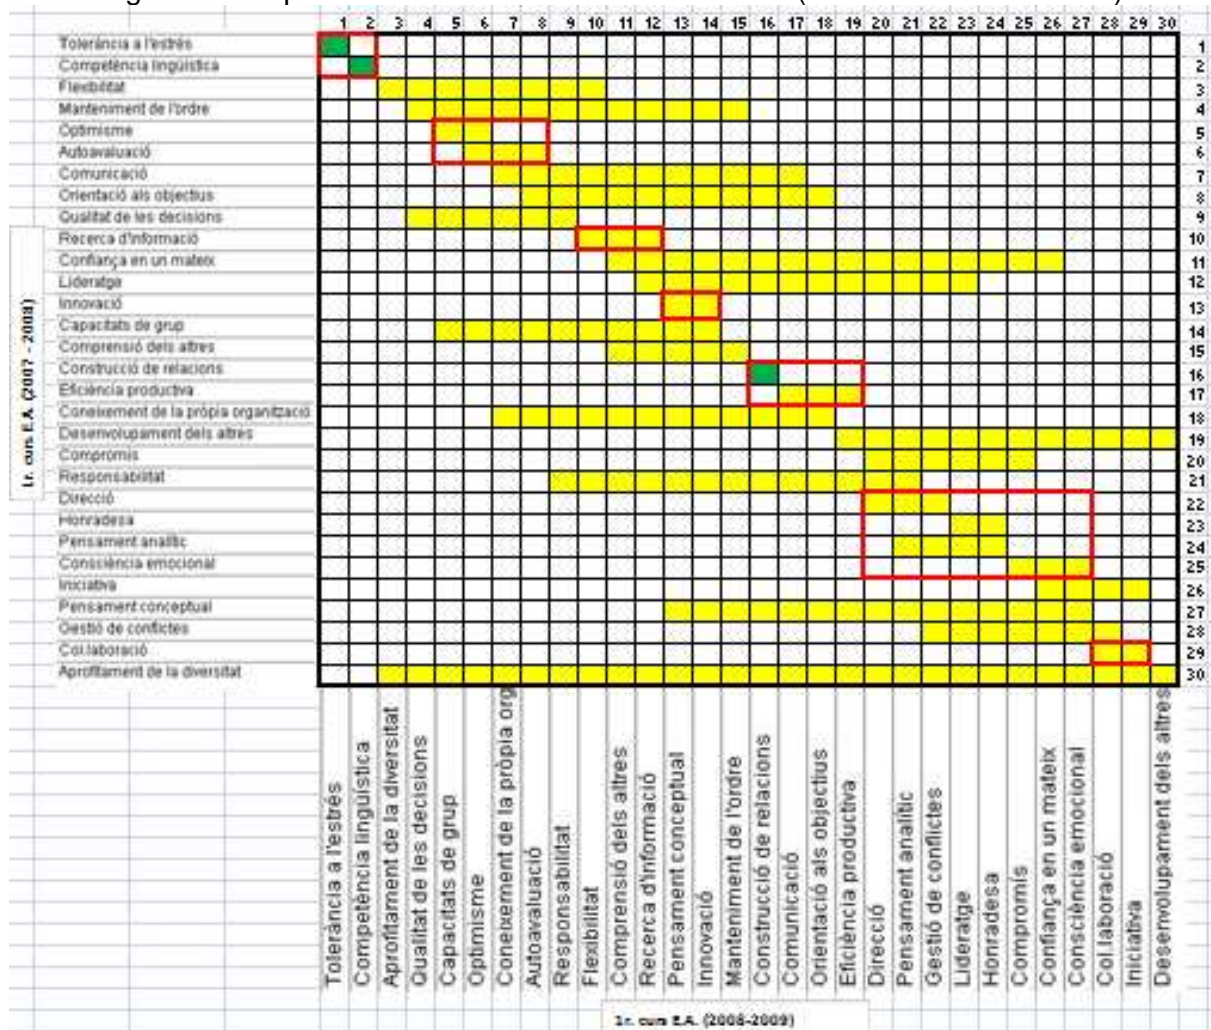 1 2 3 4 5 6 7 8 9 10 11 12 13 14 15 16 17 18 19 20 21 22 23 24 25 26 27 28 29 30
Tolerància a l'estrés 1
Competència lingüística 2
Flexibilitat 3
Manteniment de l'ordre 4
Optimisme 5
Autoavaluació 6
Comunicació 7
Orientació als objectius 8
Qualitat de les decisions 9
Recerca d'informació 10
Confiança en un mateix 11
Lideratge 12
Innovació 13
Capacitats de grup 14
Comprensió dels altres 15
Construcció de relacions 16
Eficiència productiva 17
Coneixement de la pròpia organització 18
Desenvolupament dels altres 19
Compromis 20
Responsabilitat 21
Direcció 22
Honradesa 23
Pensament analític 24
Consciència emocional 25
Iniciativa 26
Pensament conceptual 27
Gestió de conflictes 28
Col.laboració 29
Aprofitament de la diversitat 30
1r. curs E.A. (2007 - 2008)
Tolerància a l'estrés
Competència lingüística
Aprofitament de la diversitat
Qualitat de les decisions
Capacitats de grup
Optimisme
Coneixement de la pròpia org
Autoavaluació
Responsabilitat
Flexibilitat
Comprensió dels altres
Recerca d'informació
Pensament conceptual
Innovació
Manteniment de l'ordre
Construcció de relacions
Comunicació
Orientació als objectius
Eficiència productiva
Direcció
Pensament analític
Gestió de conflictes
Lideratge
Honradesa
Compromis
Confiança en un mateix
Consciència emocional
Col.laboració
Iniciativa
Desenvolupament dels altres
1r. curs E.A. (2008-2009)